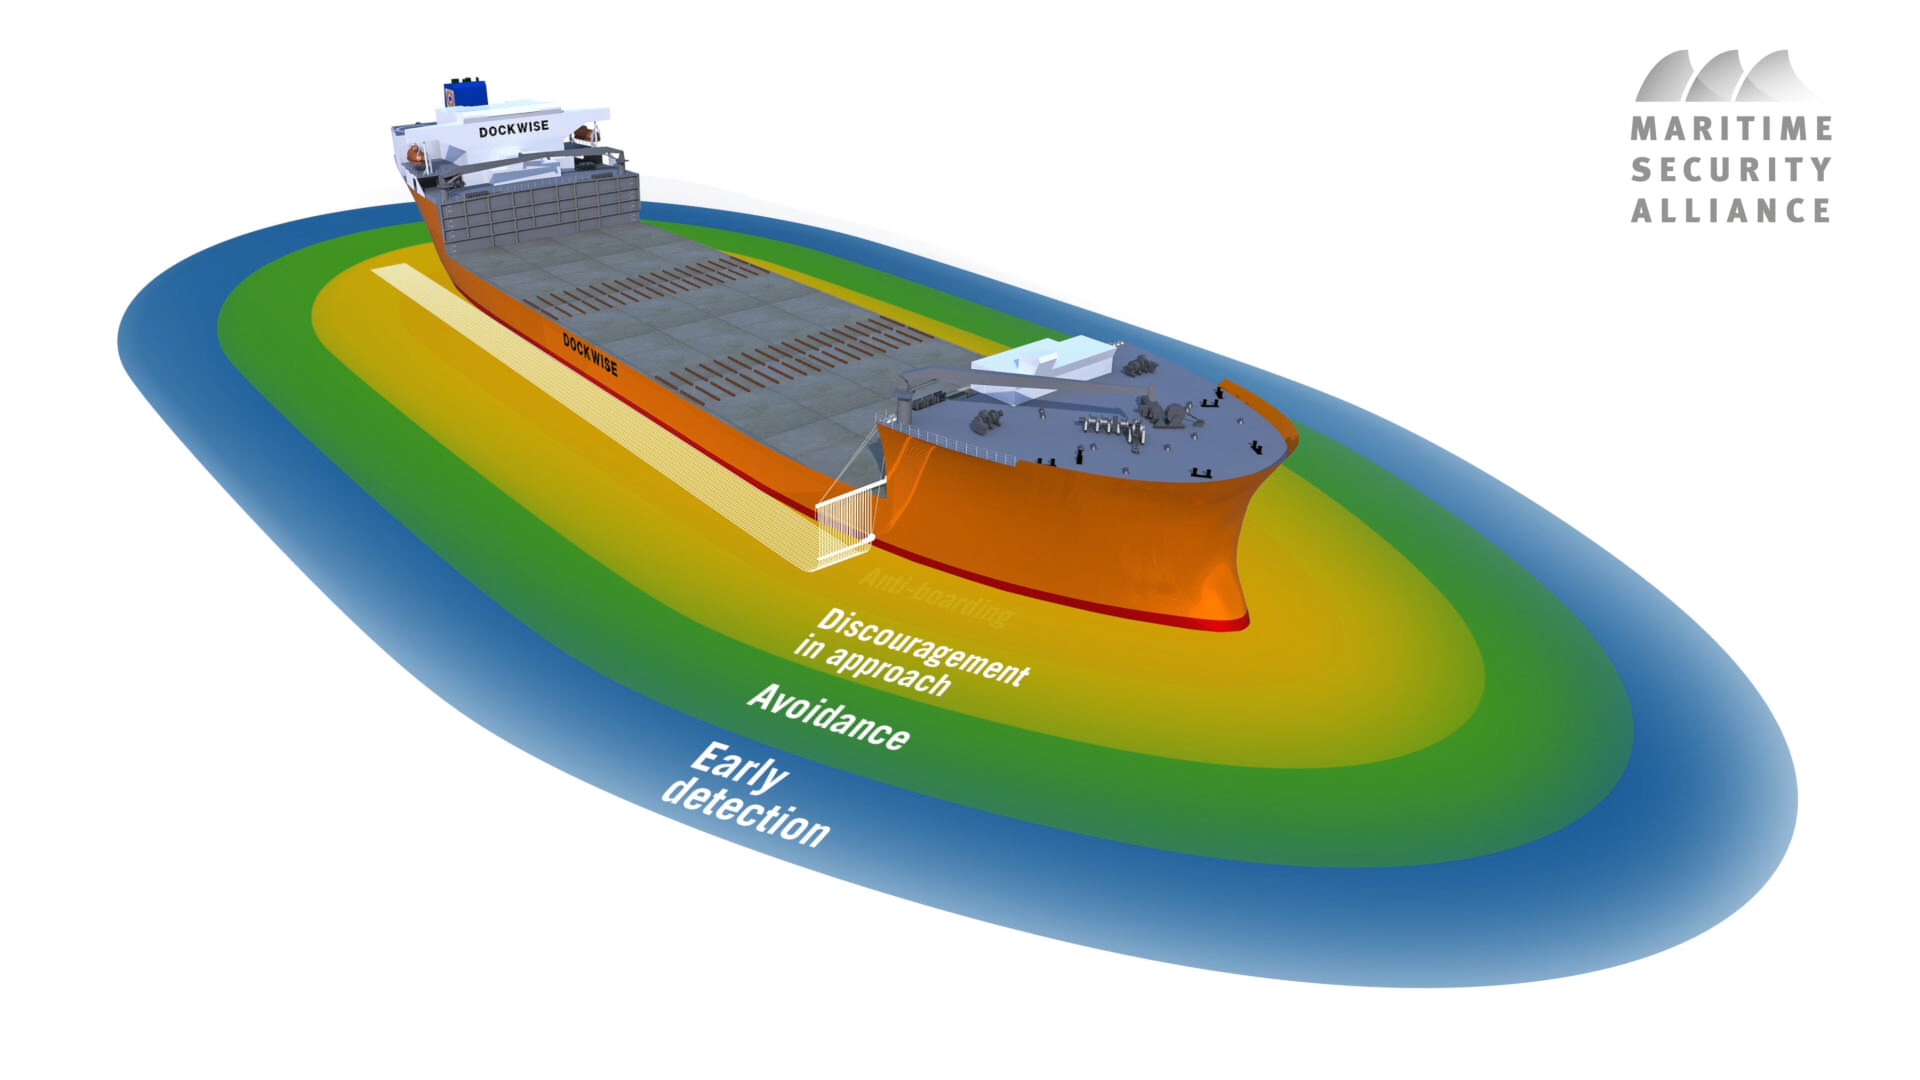 MARITIME
SECURITY
ALLIANCE
DOCKWISE
DOCKWISE
Anti-boarding
Discouragement
in approach
Avoidance
Early
detection